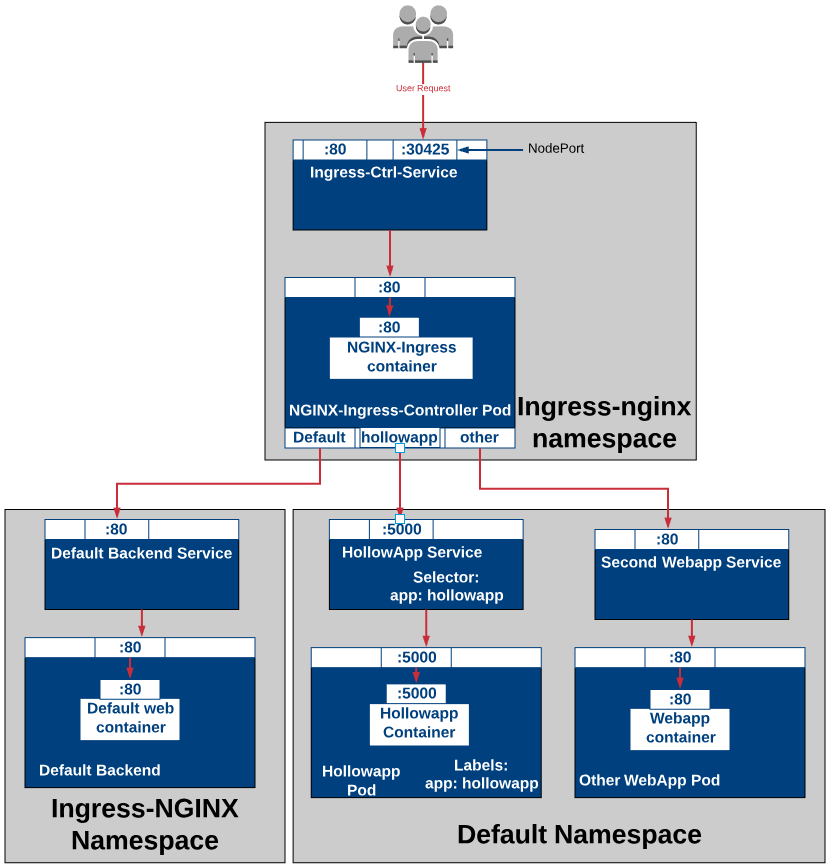 User Request
:80
:30425
NodePort
Ingress-Ctrl-Service
:80
:80
NGINX-Ingress
container
NGINX-Ingress-Controller Pod
Ingress-nginx
namespace
Default
hollowapp
other
:80
Default Backend Service
:80
:80
Default web
container
Default Backend
Ingress-NGINX
Namespace
:5000
HollowApp Service
Selector:
app: hollowapp
:5000
:5000
Hollowapp
Container
Hollowapp
Pod
Labels:
app: hollowapp
:80
Second Webapp Service
:80
:80
Webapp
container
Other WebApp Pod
Default Namespace